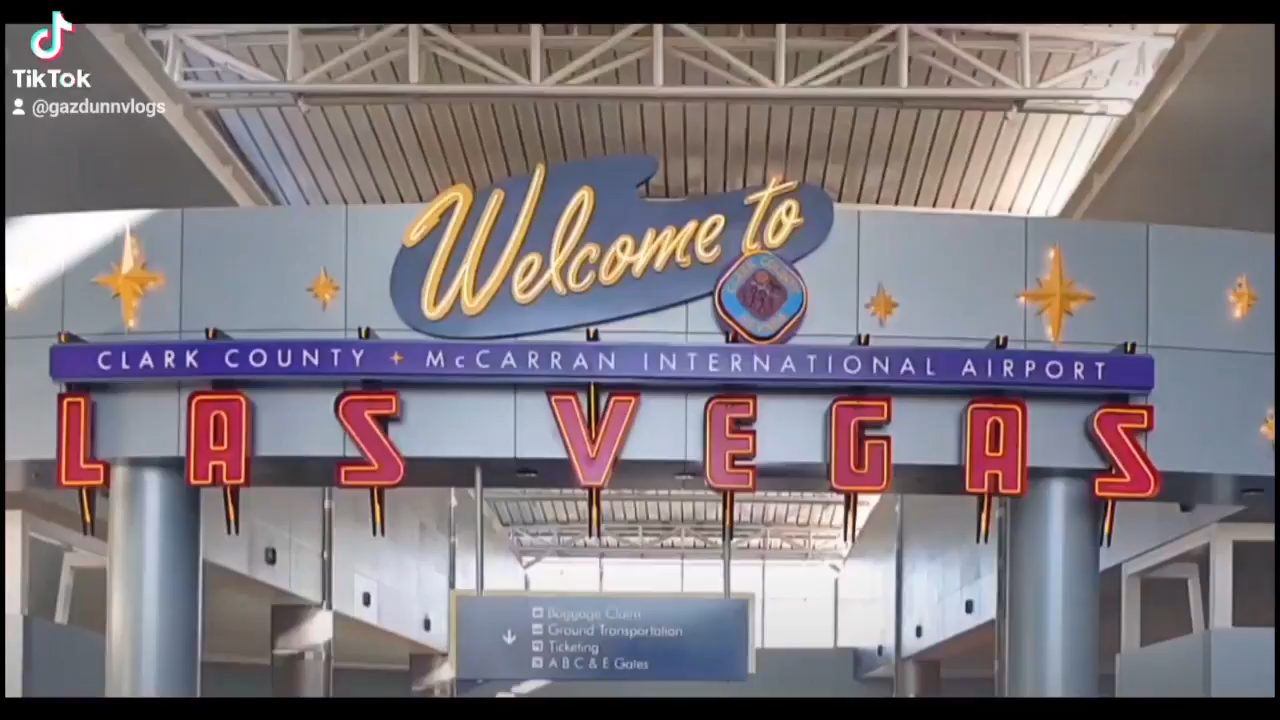 TikTok
@gazdunnvlogs
Welcome to
CLARK COUNTY McCARRAN INTERNATIONAL AIRPORT
LAS VEGAS
Baggage Claim
Ground Transportation
Ticketing
A B C & E Gates